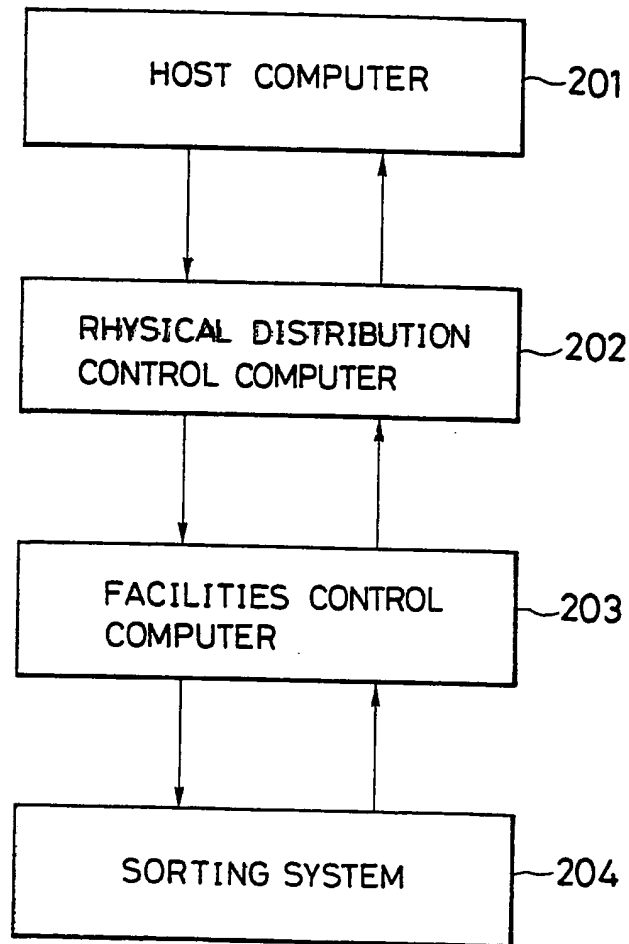 HOST COMPUTER
201
RHYSICAL DISTRIBUTION
CONTROL COMPUTER
202
FACILITIES CONTROL
COMPUTER
203
SORTING SYSTEM
204